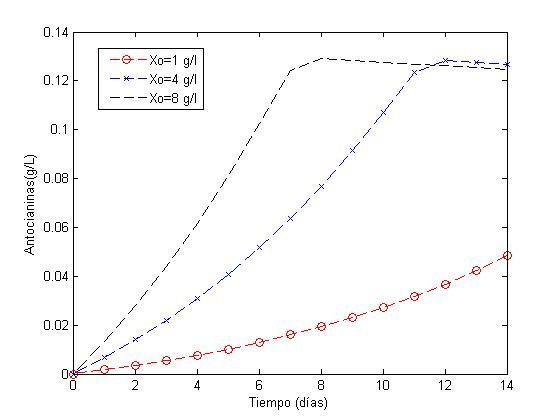 0.14
0.12
0.1
0.08
0.06
0.04
0.02
0
Antocianinas(g/L)
Xo=1 g/l
Xo=4 g/l
Xo=8 g/l
0 2 4 6 8 10 12 14
Tiempo (días)